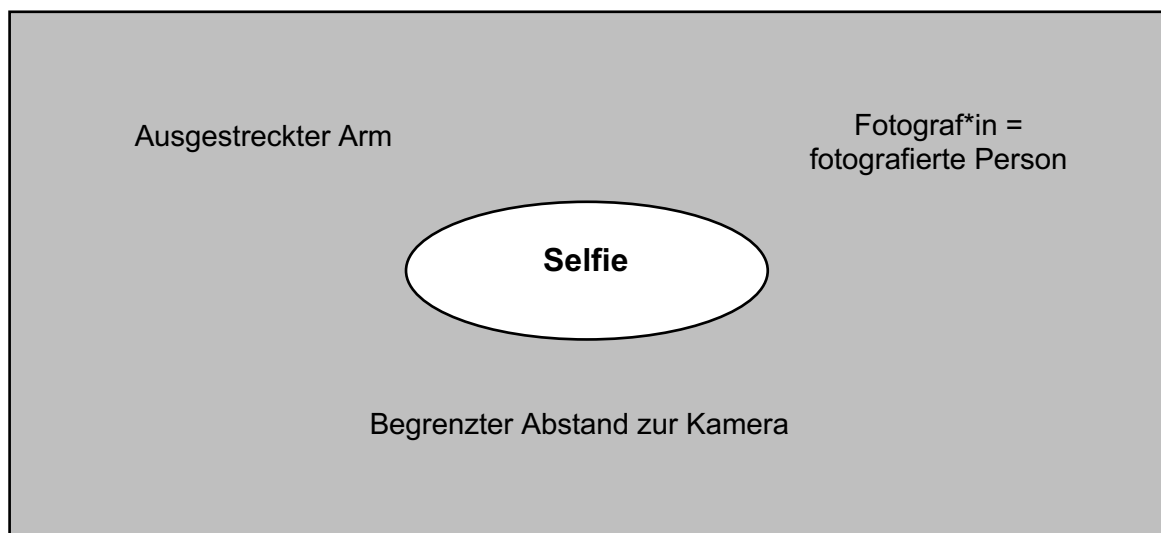 Ausgestreckter Arm
Fotograf*in =
fotografierte Person
Selfie
Begrenzter Abstand zur Kamera